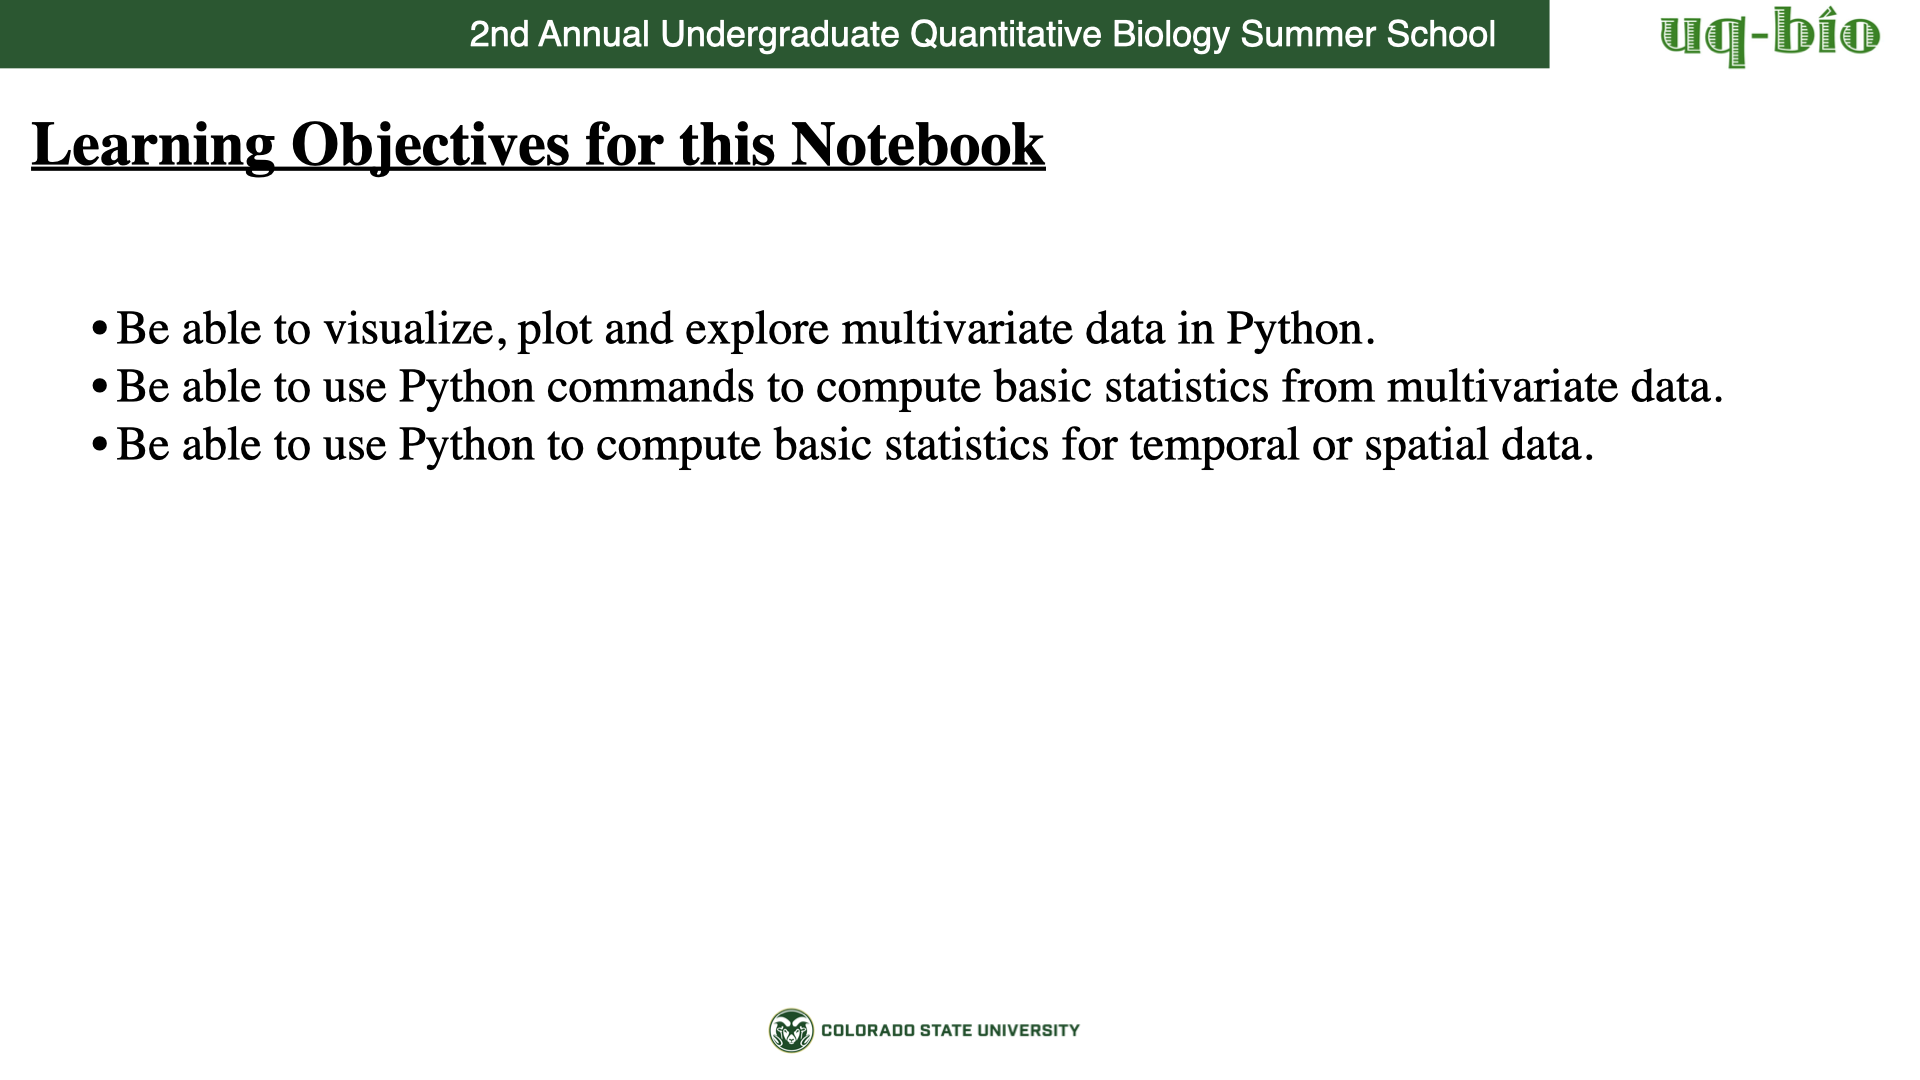 2nd Annual Undergraduate Quantitative Biology Summer School
uq-bio
Learning Objectives for this Notebook
• Be able to visualize, plot and explore multivariate data in Python.
• Be able to use Python commands to compute basic statistics from multivariate data.
• Be able to use Python to compute basic statistics for temporal or spatial data.
COLORADO STATE UNIVERSITY